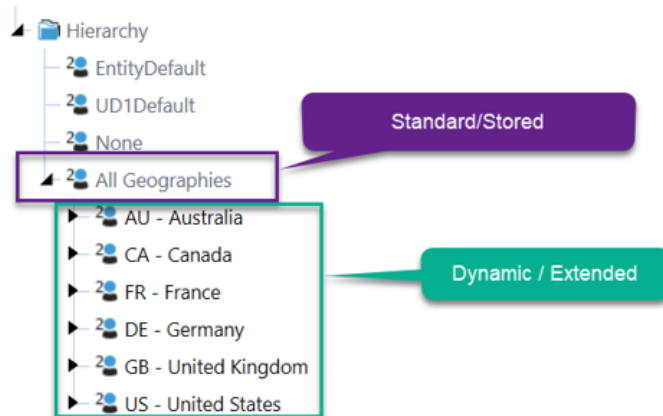 Hierarchy
EntityDefault
UD1Default
None
All Geographies
Standard/Stored
AU - Australia
CA - Canada
FR - France
DE - Germany
GB - United Kingdom
US - United States
Dynamic / Extended